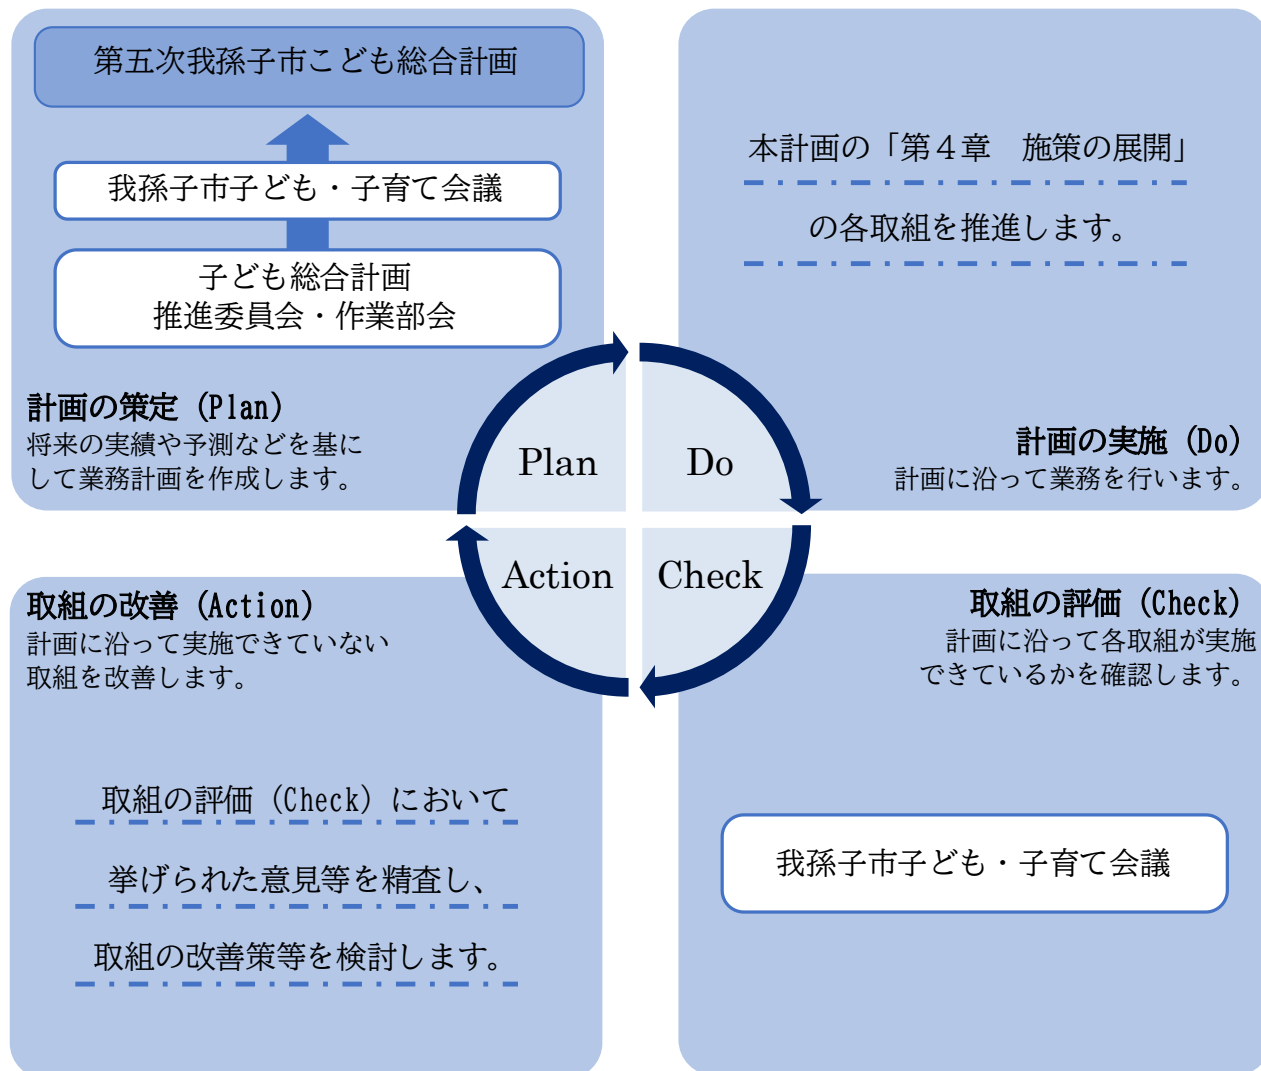 第五次我孫子市こども総合計画
我孫子市子ども・子育て会議
子ども総合計画
推進委員会・作業部会
計画の策定（Plan）
将来の実績や予測などを基に
して業務計画を作成します。
本計画の「第４章　施策の展開」
の各取組を推進します。
計画の実施（Do）
計画に沿って業務を行います。
Plan
Do
Action
Check
取組の改善（Action）
計画に沿って実施できていない
取組を改善します。
取組の評価（Check）において
挙げられた意見等を精査し、
取組の改善策等を検討します。
取組の評価（Check）
計画に沿って各取組が実施
できているかを確認します。
我孫子市子ども・子育て会議